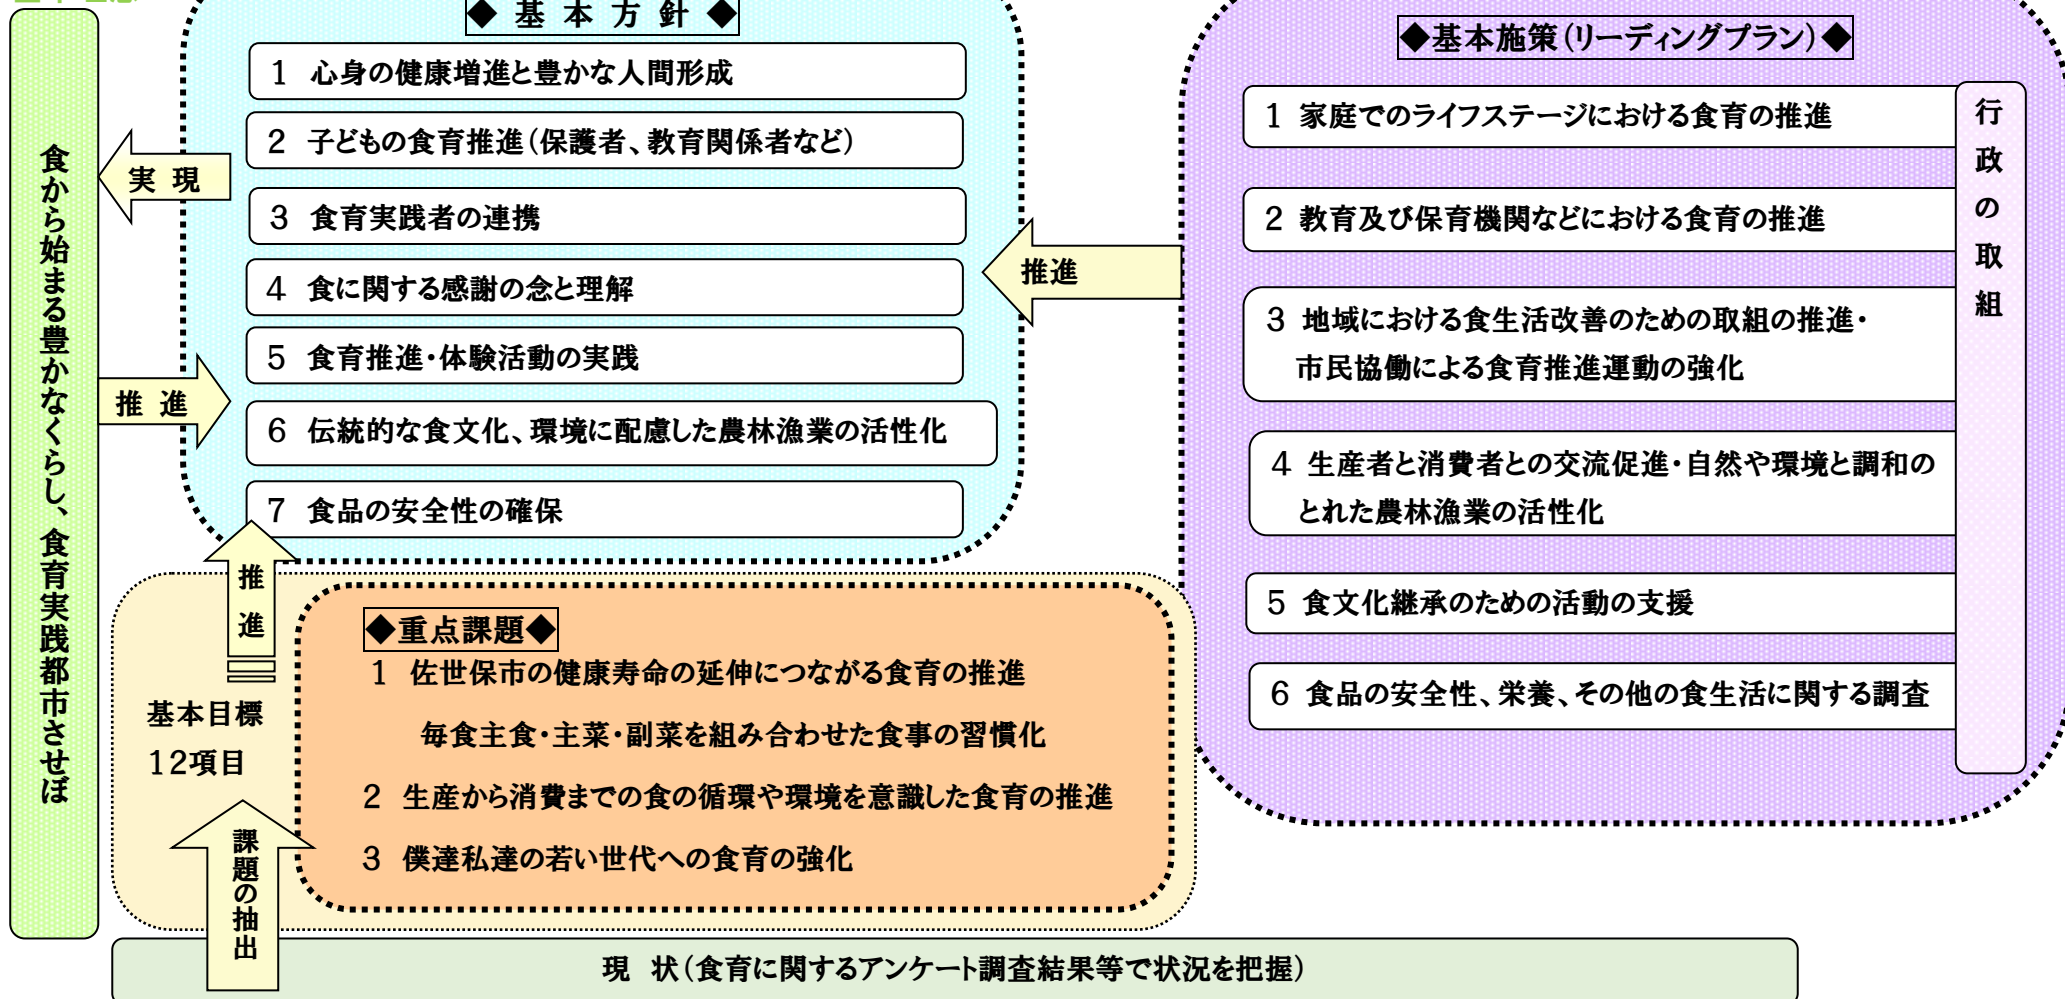 ◆ 基 本 方 針 ◆
1 心身の健康増進と豊かな人間形成
2 子どもの食育推進(保護者、教育関係者など)
3 食育実践者の連携
4 食に関する感謝の念と理解
5 食育推進・体験活動の実践
6 伝統的な食文化、環境に配慮した農林漁業の活性化
7 食品の安全性の確保
食から始まる豊かなくらし、食育実践都市させぼ
実 現
推 進
推進
◆基本施策(リーディングプラン)◆
1 家庭でのライフステージにおける食育の推進
2 教育及び保育機関などにおける食育の推進
3 地域における食生活改善のための取組の推進・
市民協働による食育推進運動の強化
4 生産者と消費者との交流促進・自然や環境と調和の
とれた農林漁業の活性化
5 食文化継承のための活動の支援
6 食品の安全性、栄養、その他の食生活に関する調査
行政の取組
推進
基本目標
12項目
◆重点課題◆
1 佐世保市の健康寿命の延伸につながる食育の推進
毎食主食・主菜・副菜を組み合わせた食事の習慣化
2 生産から消費までの食の循環や環境を意識した食育の推進
3 僕達私達の若い世代への食育の強化
課題の抽出
現 状(食育に関するアンケート調査結果等で状況を把握)